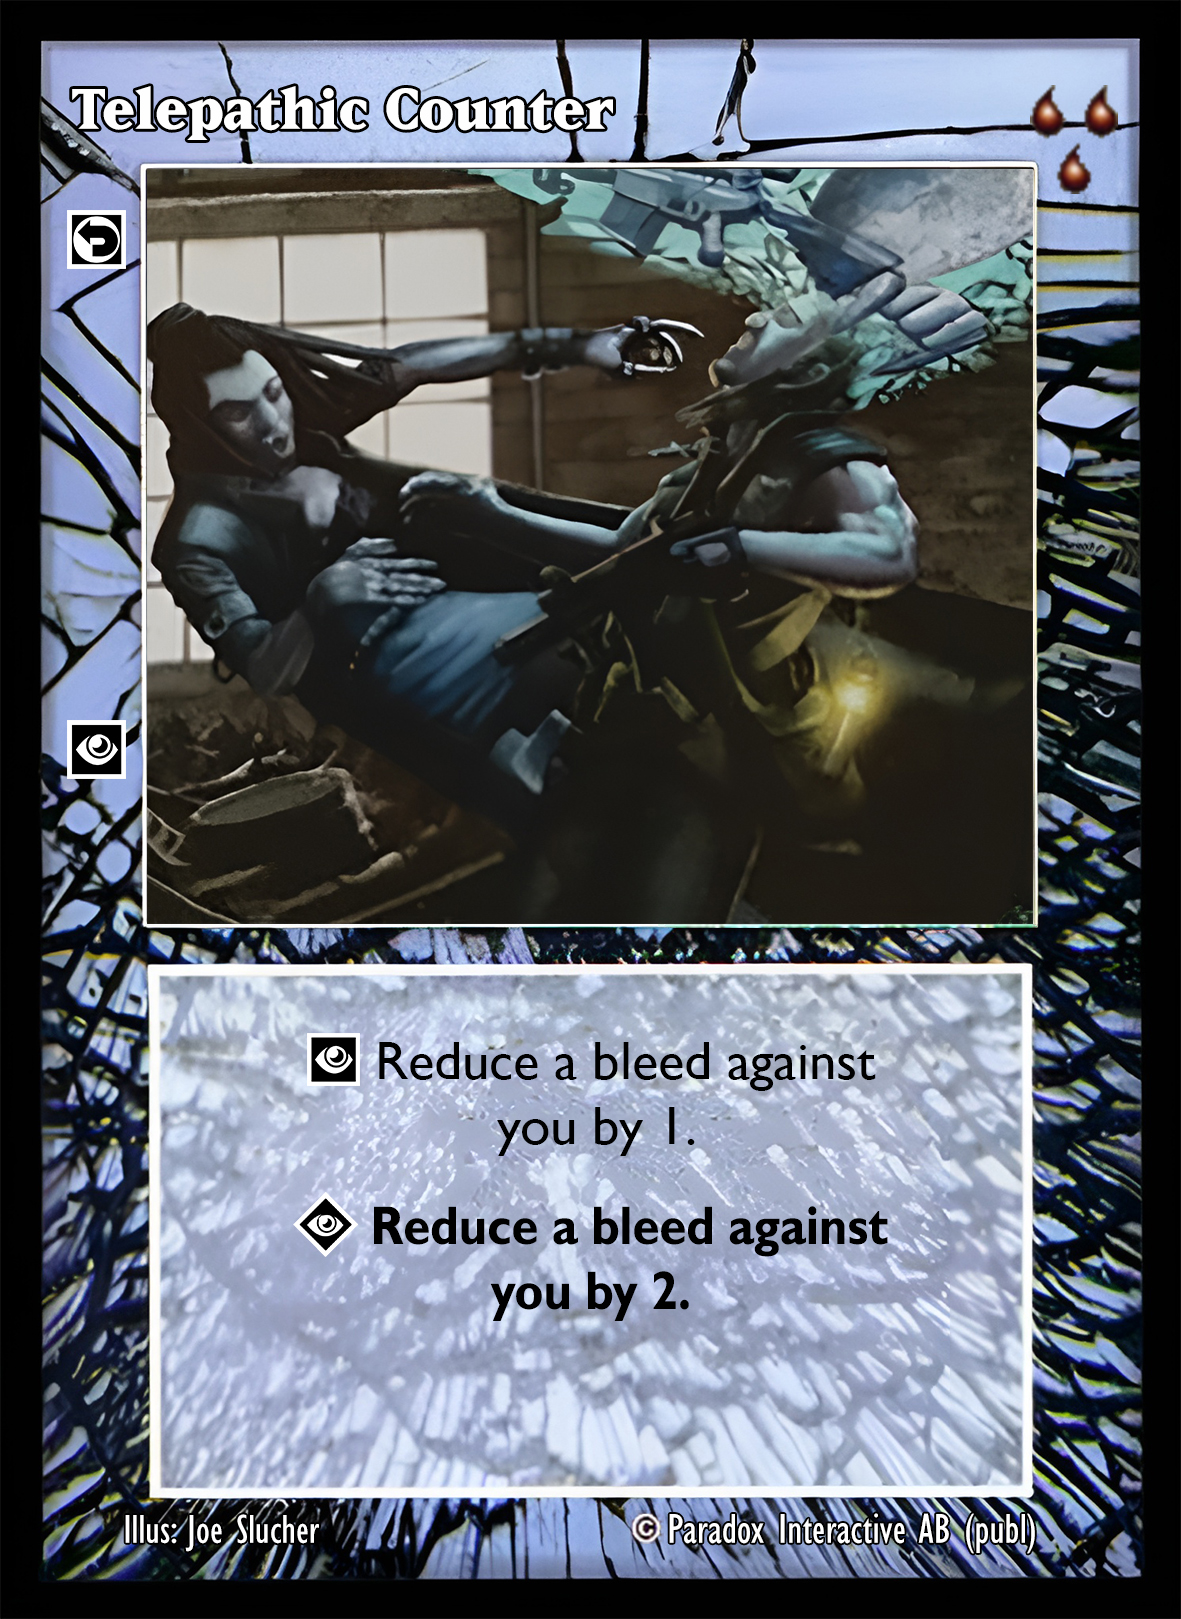 Telepathic Counter
Reduce a bleed against
you by 1.
Reduce a bleed against
you by 2.
Illus: Joe Slucher
© Paradox Interactive AB (publ)